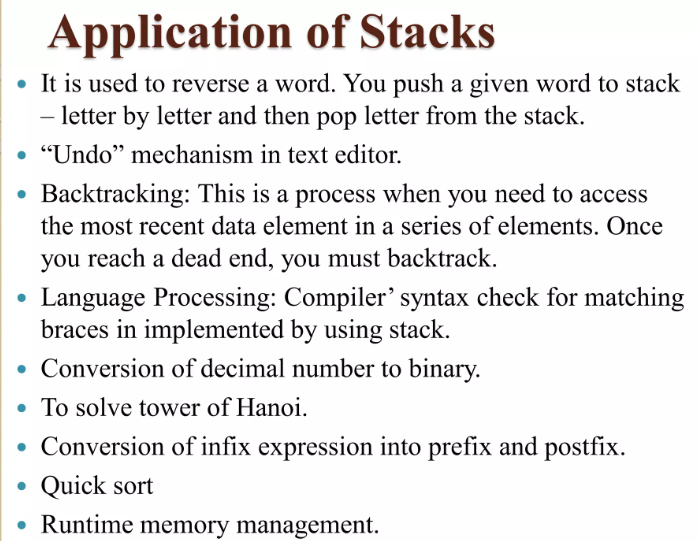 Application of Stacks
• It is used to reverse a word. You push a given word to stack
– letter by letter and then pop letter from the stack.
• “Undo” mechanism in text editor.
• Backtracking: This is a process when you need to access
the most recent data element in a series of elements. Once
you reach a dead end, you must backtrack.
• Language Processing: Compiler’ syntax check for matching
braces in implemented by using stack.
• Conversion of decimal number to binary.
• To solve tower of Hanoi.
• Conversion of infix expression into prefix and postfix.
• Quick sort
• Runtime memory management.